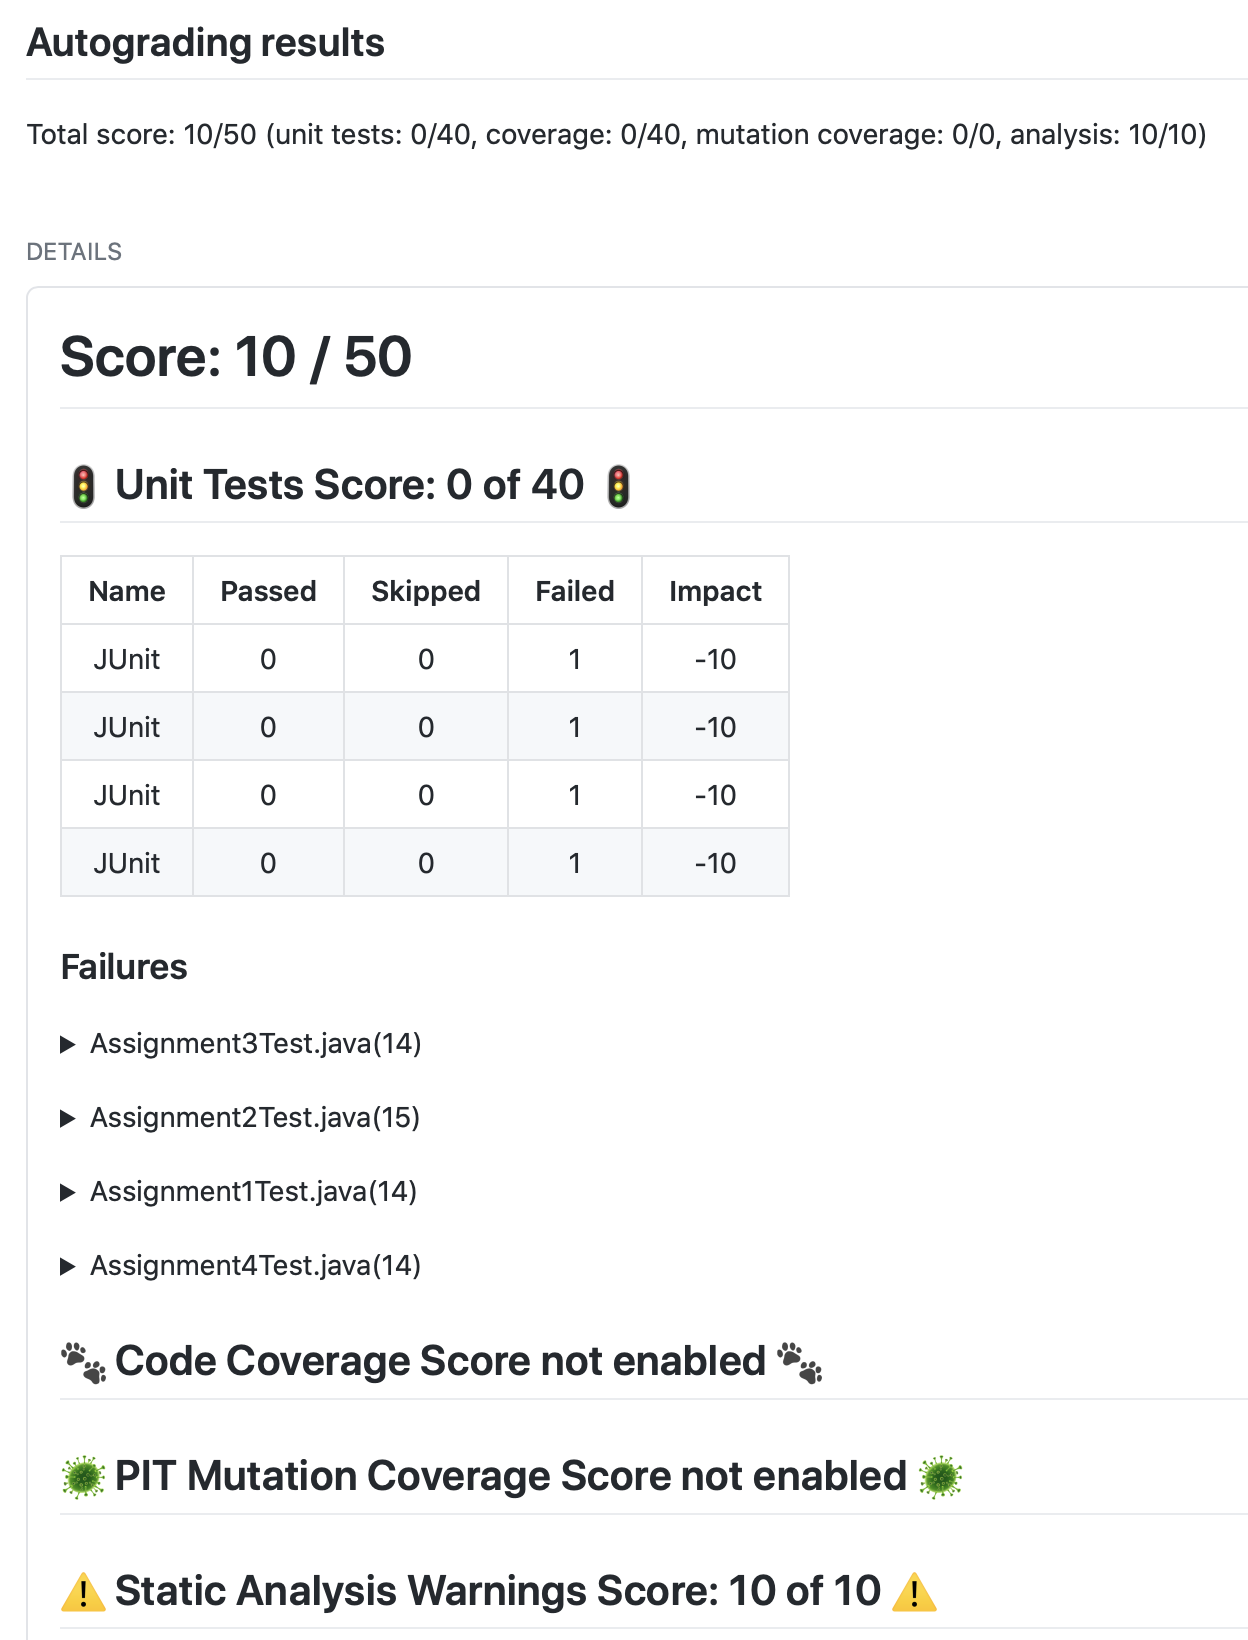 Autograding results
Total score: 10/50 (unit tests: 0/40, coverage: 0/40, mutation coverage: 0/0, analysis: 10/10)
DETAILS
Score: 10 / 50
🚦 Unit Tests Score: 0 of 40 🚦
Name Passed Skipped Failed Impact
JUnit 0 0 1 -10
JUnit 0 0 1 -10
JUnit 0 0 1 -10
JUnit 0 0 1 -10
Failures
▶ Assignment3Test.java(14)
▶ Assignment2Test.java(15)
▶ Assignment1Test.java(14)
▶ Assignment4Test.java(14)
🐾 Code Coverage Score not enabled 🐾
🦠 PIT Mutation Coverage Score not enabled 🦠
⚠️ Static Analysis Warnings Score: 10 of 10 ⚠️